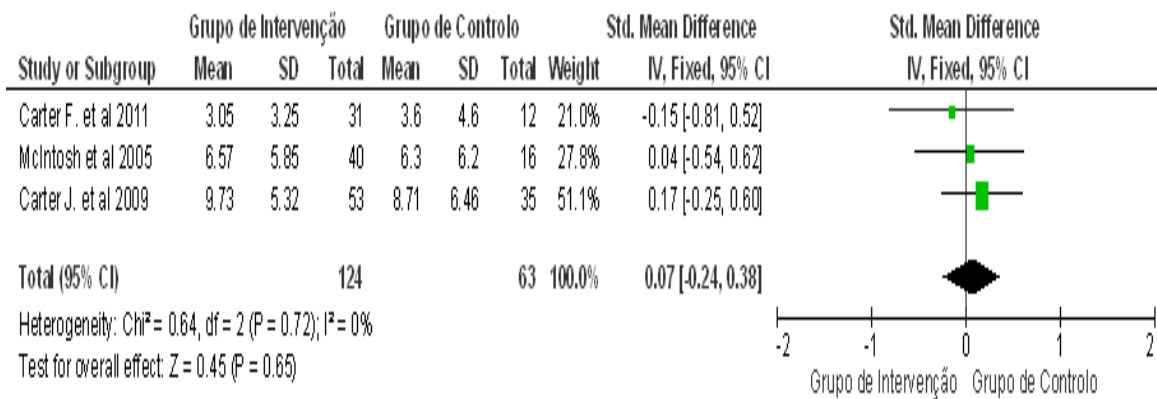 Grupo de Intervenção Grupo de Controlo Std. Mean Difference Std. Mean Difference
Study or Subgroup Mean SD Total Mean SD Total Weight IV, Fixed, 95% CI IV, Fixed, 95% CI
Carter F. et al 2011 3.05 3.25 31 3.6 4.6 12 21.0% -0.15 [-0.81, 0.52]
McIntosh et al 2005 6.57 5.85 40 6.3 6.2 16 27.8% 0.04 [-0.54, 0.62]
Carter J. et al 2009 9.73 5.32 53 8.71 6.46 35 51.1% 0.17 [-0.25, 0.60]
Total (95% CI) 124 63 100.0% 0.07 [-0.24, 0.38]
Heterogeneity: Chi² = 0.64, df = 2 (P = 0.72); I² = 0%
Test for overall effect: Z = 0.45 (P = 0.65)
-2 -1 0 1 2
Grupo de Intervenção Grupo de Controlo